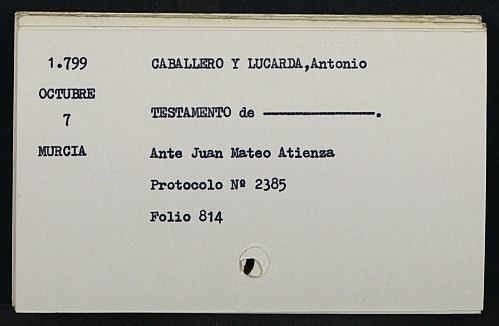 1.799 CABALLERO Y LUCARDA,Antonio
OCTUBRE
7 TESTAMENTO de ————————.
MURCIA Ante Juan Mateo Atienza
Protocolo Nº 2385
Folio 814